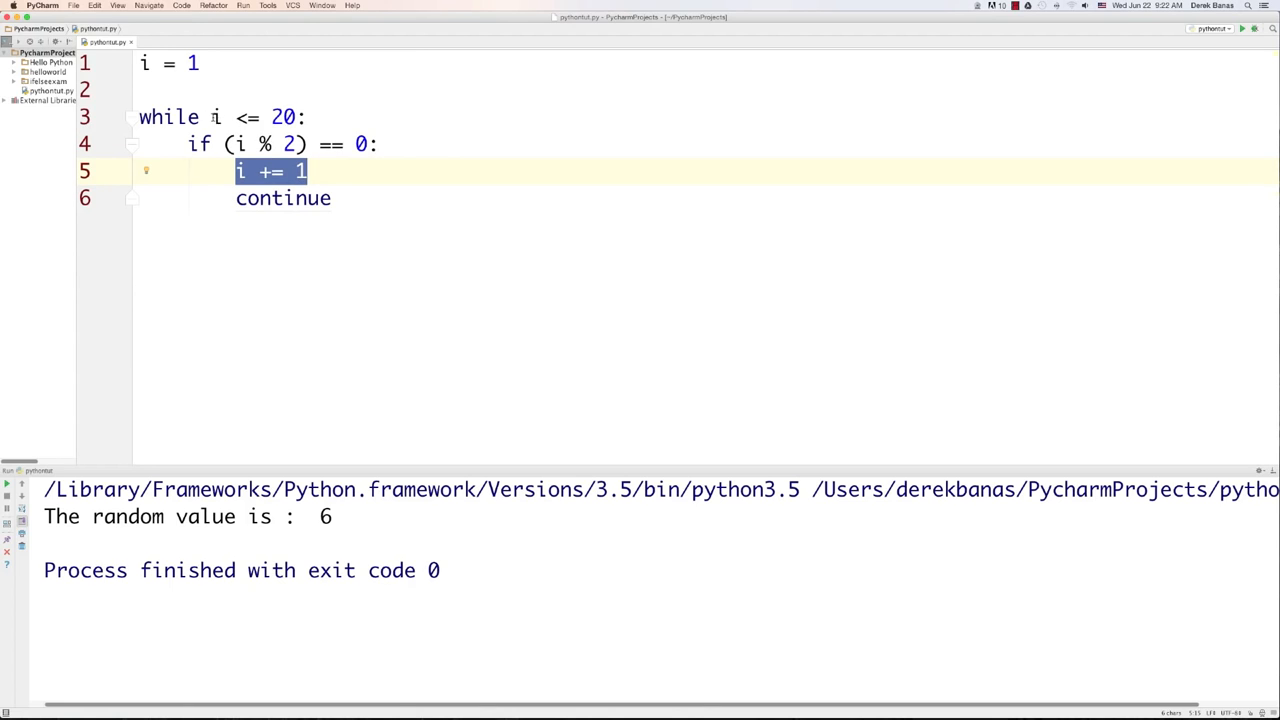 PyCharm File Edit View Navigate Code Refactor Run Tools VCS Window Help 10 Wed Jun 22 9:22 AM Derek Banas
pythontut.py - PycharmProjects - [~/PycharmProjects]
PycharmProjects pythontut.py pythontut
pythontut.py
PycharmProject
Hello Python
helloworld
ifelseexam
pythontut.py
External Librarie
1 i = 1
2
3 while i <= 20:
4 if (i % 2) == 0:
5 i += 1
6 continue
Run pythontut
/Library/Frameworks/Python.framework/Versions/3.5/bin/python3.5 /Users/derekbanas/PycharmProjects/pytho
The random value is : 6
Process finished with exit code 0
6 chars 5:15 LF÷ UTF-8÷